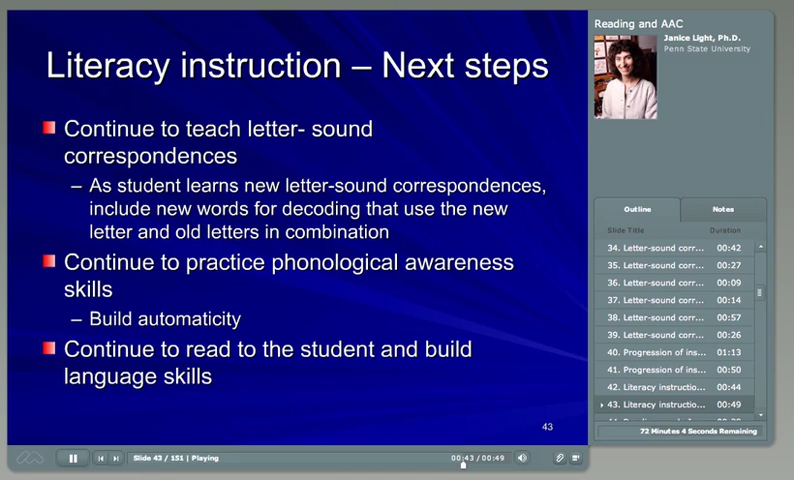 Literacy instruction – Next steps
Continue to teach letter- sound
correspondences
– As student learns new letter-sound correspondences,
include new words for decoding that use the new
letter and old letters in combination
Continue to practice phonological awareness
skills
– Build automaticity
Continue to read to the student and build
language skills
43
Slide 43 / 151 | Playing
00:43 / 00:49
Reading and AAC
Janice Light, Ph.D.
Penn State University
Outline Notes
Slide Title Duration
34. Letter-sound corr... 00:42
35. Letter-sound corr... 00:27
36. Letter-sound corr... 00:09
37. Letter-sound corr... 00:14
38. Letter-sound corr... 00:57
39. Letter-sound corr... 00:26
40. Progression of ins... 01:13
41. Progression of ins... 00:50
42. Literacy instructio... 00:44
43. Literacy instructio... 00:49
72 Minutes 4 Seconds Remaining